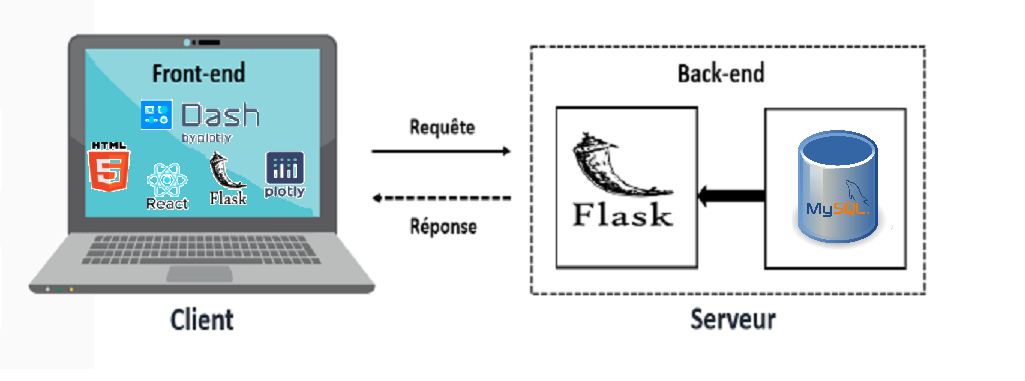 Front-end
Dash
by plotly
HTML
5
React
Flask
plotly
Client
Requête
Réponse
Back-end
Flask
MySQL
Serveur